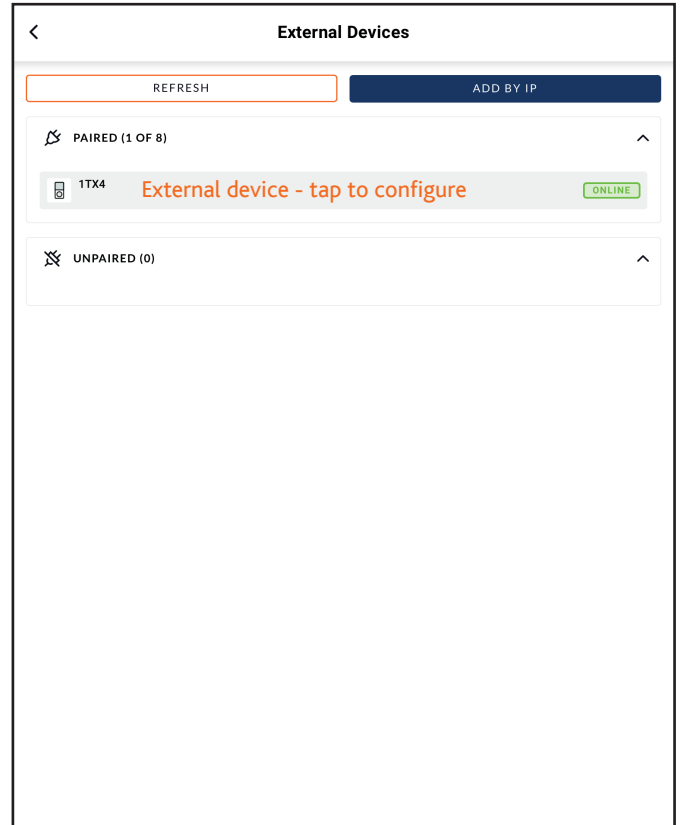 External Devices
REFRESH
ADD BY IP
PAIRED (1 OF 8)
1TX4
External device - tap to configure
ONLINE
UNPAIRED (0)